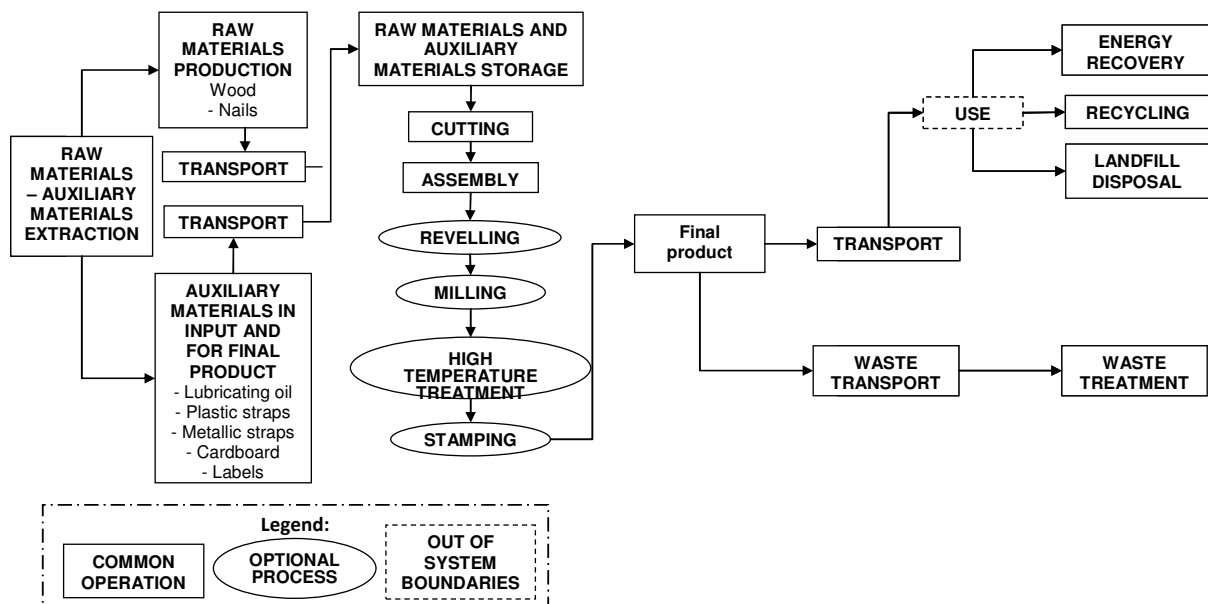 RAW
MATERIALS
PRODUCTION
Wood
- Nails
TRANSPORT
RAW
MATERIALS
– AUXILIARY
MATERIALS
EXTRACTION
TRANSPORT
AUXILIARY
MATERIALS IN
INPUT AND
FOR FINAL
PRODUCT
- Lubricating oil
- Plastic straps
- Metallic straps
- Cardboard
- Labels
RAW MATERIALS AND
AUXILIARY
MATERIALS STORAGE
CUTTING
ASSEMBLY
REVELLING
MILLING
HIGH
TEMPERATURE
TREATMENT
STAMPING
Final
product
TRANSPORT
USE
ENERGY
RECOVERY
RECYCLING
LANDFILL
DISPOSAL
WASTE
TRANSPORT
WASTE
TREATMENT
Legend:
COMMON
OPERATION
OPTIONAL
PROCESS
OUT OF
SYSTEM
BOUNDARIES